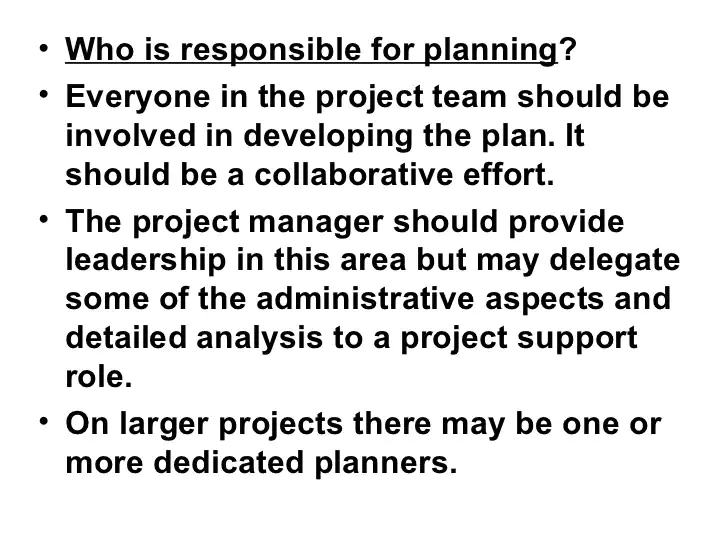 • Who is responsible for planning?
• Everyone in the project team should be
involved in developing the plan. It
should be a collaborative effort.
• The project manager should provide
leadership in this area but may delegate
some of the administrative aspects and
detailed analysis to a project support
role.
• On larger projects there may be one or
more dedicated planners.